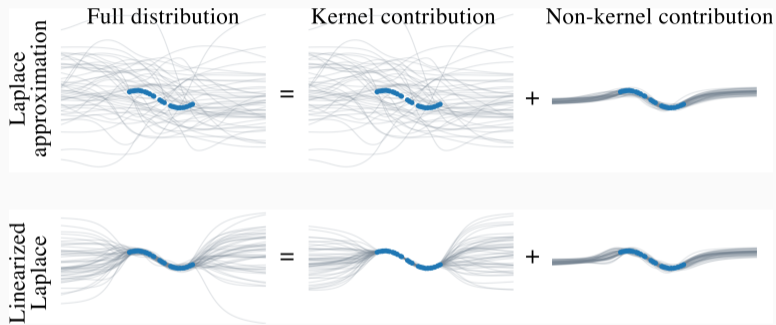 Full distribution
Kernel contribution
Non-kernel contribution
Laplace
approximation
=
+
Linearized
Laplace
=
+